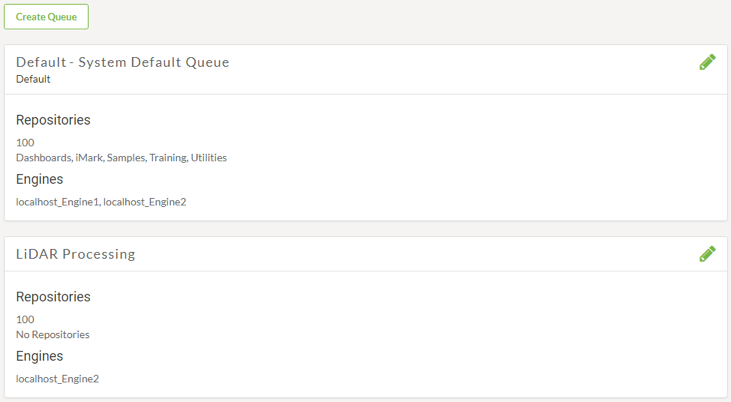 Create Queue
Default - System Default Queue
Default
Repositories
100
Dashboards, iMark, Samples, Training, Utilities
Engines
localhost_Engine1, localhost_Engine2
LiDAR Processing
Repositories
100
No Repositories
Engines
localhost_Engine2